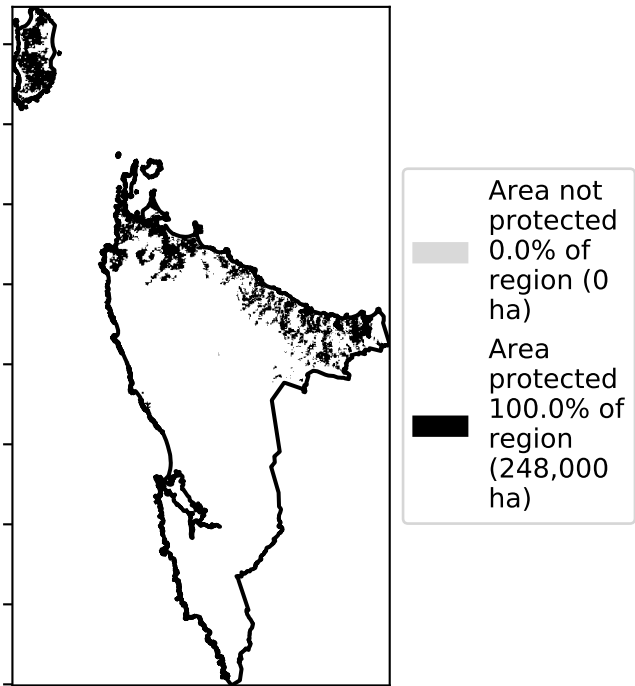 Area not
protected
0.0% of
region (0
ha)
Area
protected
100.0% of
region
(248,000
ha)